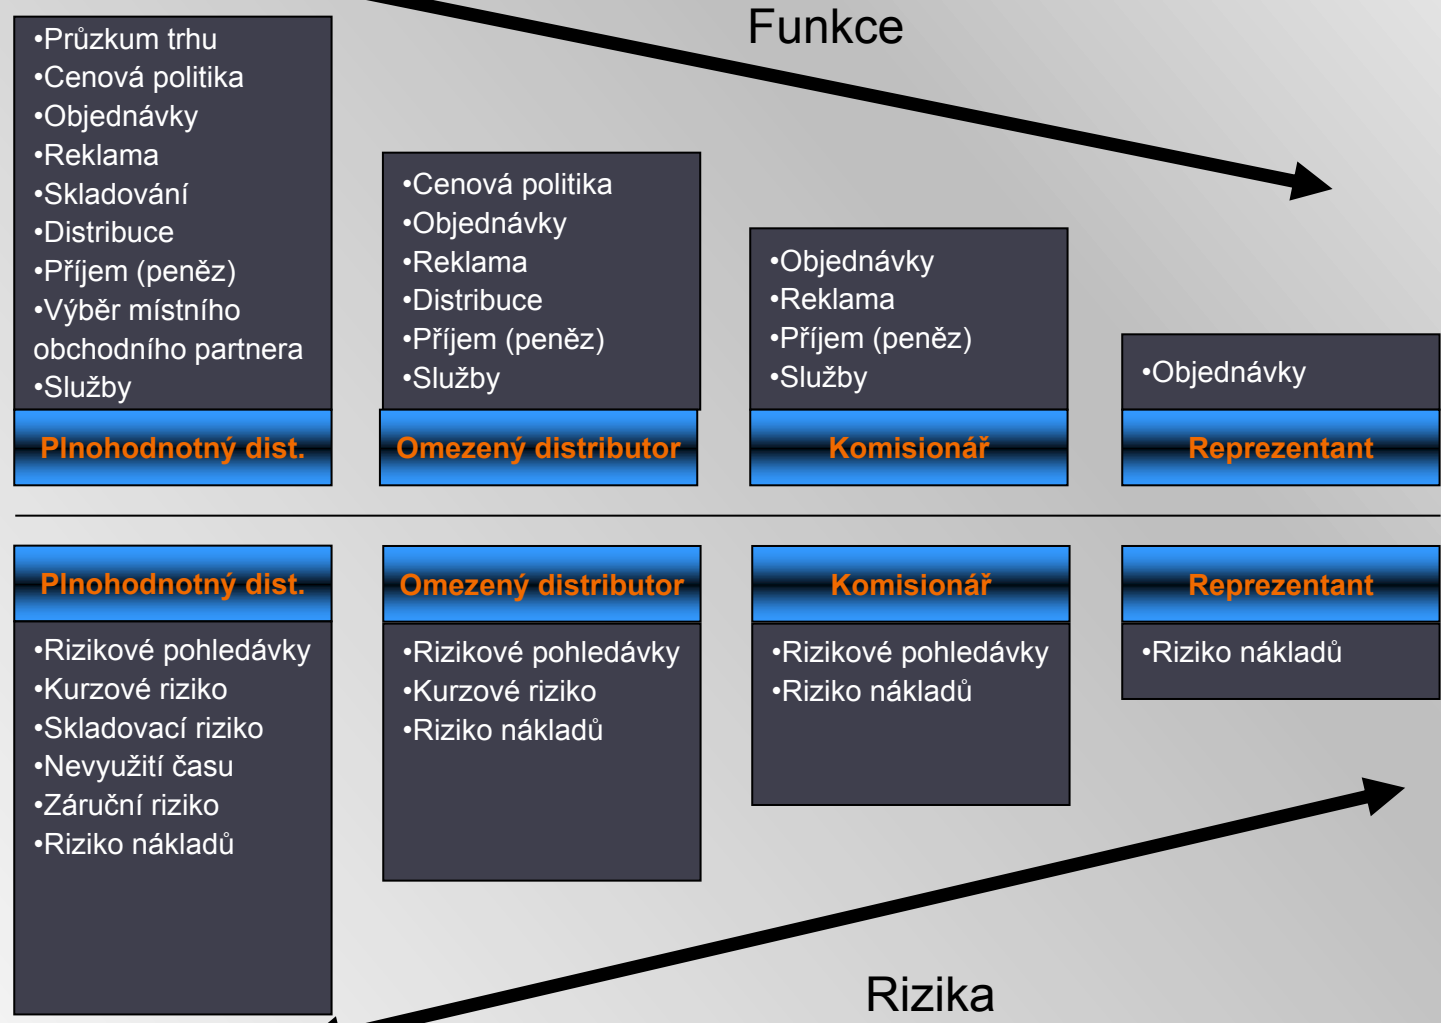 Funkce
•Průzkum trhu
•Cenová politika
•Objednávky
•Reklama
•Skladování
•Distribuce
•Příjem (peněz)
•Výběr místního
obchodního partnera
•Služby
Plnohodnotný dist.
•Cenová politika
•Objednávky
•Reklama
•Distribuce
•Příjem (peněz)
•Služby
Omezený distributor
•Objednávky
•Reklama
•Příjem (peněz)
•Služby
Komisionář
•Objednávky
Reprezentant
Plnohodnotný dist.
•Rizikové pohledávky
•Kurzové riziko
•Skladovací riziko
•Nevyužití času
•Záruční riziko
•Riziko nákladů
Omezený distributor
•Rizikové pohledávky
•Kurzové riziko
•Riziko nákladů
Komisionář
•Rizikové pohledávky
•Riziko nákladů
Reprezentant
•Riziko nákladů
Rizika